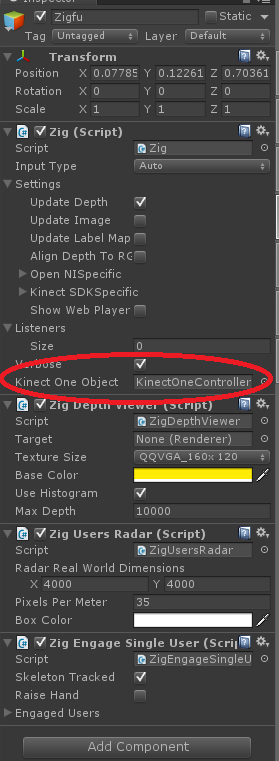 Inspector
Zigfu Static
Tag Untagged Layer Default
Transform
Position X 0.07785 Y 0.12261 Z 0.70361
Rotation X 0 Y 0 Z 0
Scale X 1 Y 1 Z 1
Zig (Script)
Script Zig
Input Type Auto
Settings
Update Depth
Update Image
Update Label Map
Align Depth To RG
Open NISpecific
Kinect SDKSpecific
Show Web Player
Listeners
Size 0
Verbose
Kinect One Object KinectOneController
Zig Depth Viewer (Script)
Script ZigDepthViewer
Target None (Renderer)
Texture Size QQVGA_160x 120
Base Color
Use Histogram
Max Depth 10000
Zig Users Radar (Script)
Script ZigUsersRadar
Radar Real World Dimensions
X 4000 Y 4000
Pixels Per Meter 35
Box Color
Zig Engage Single User (Scrip
Script ZigEngageSingleU
Skeleton Tracked
Raise Hand
Engaged Users
Add Component